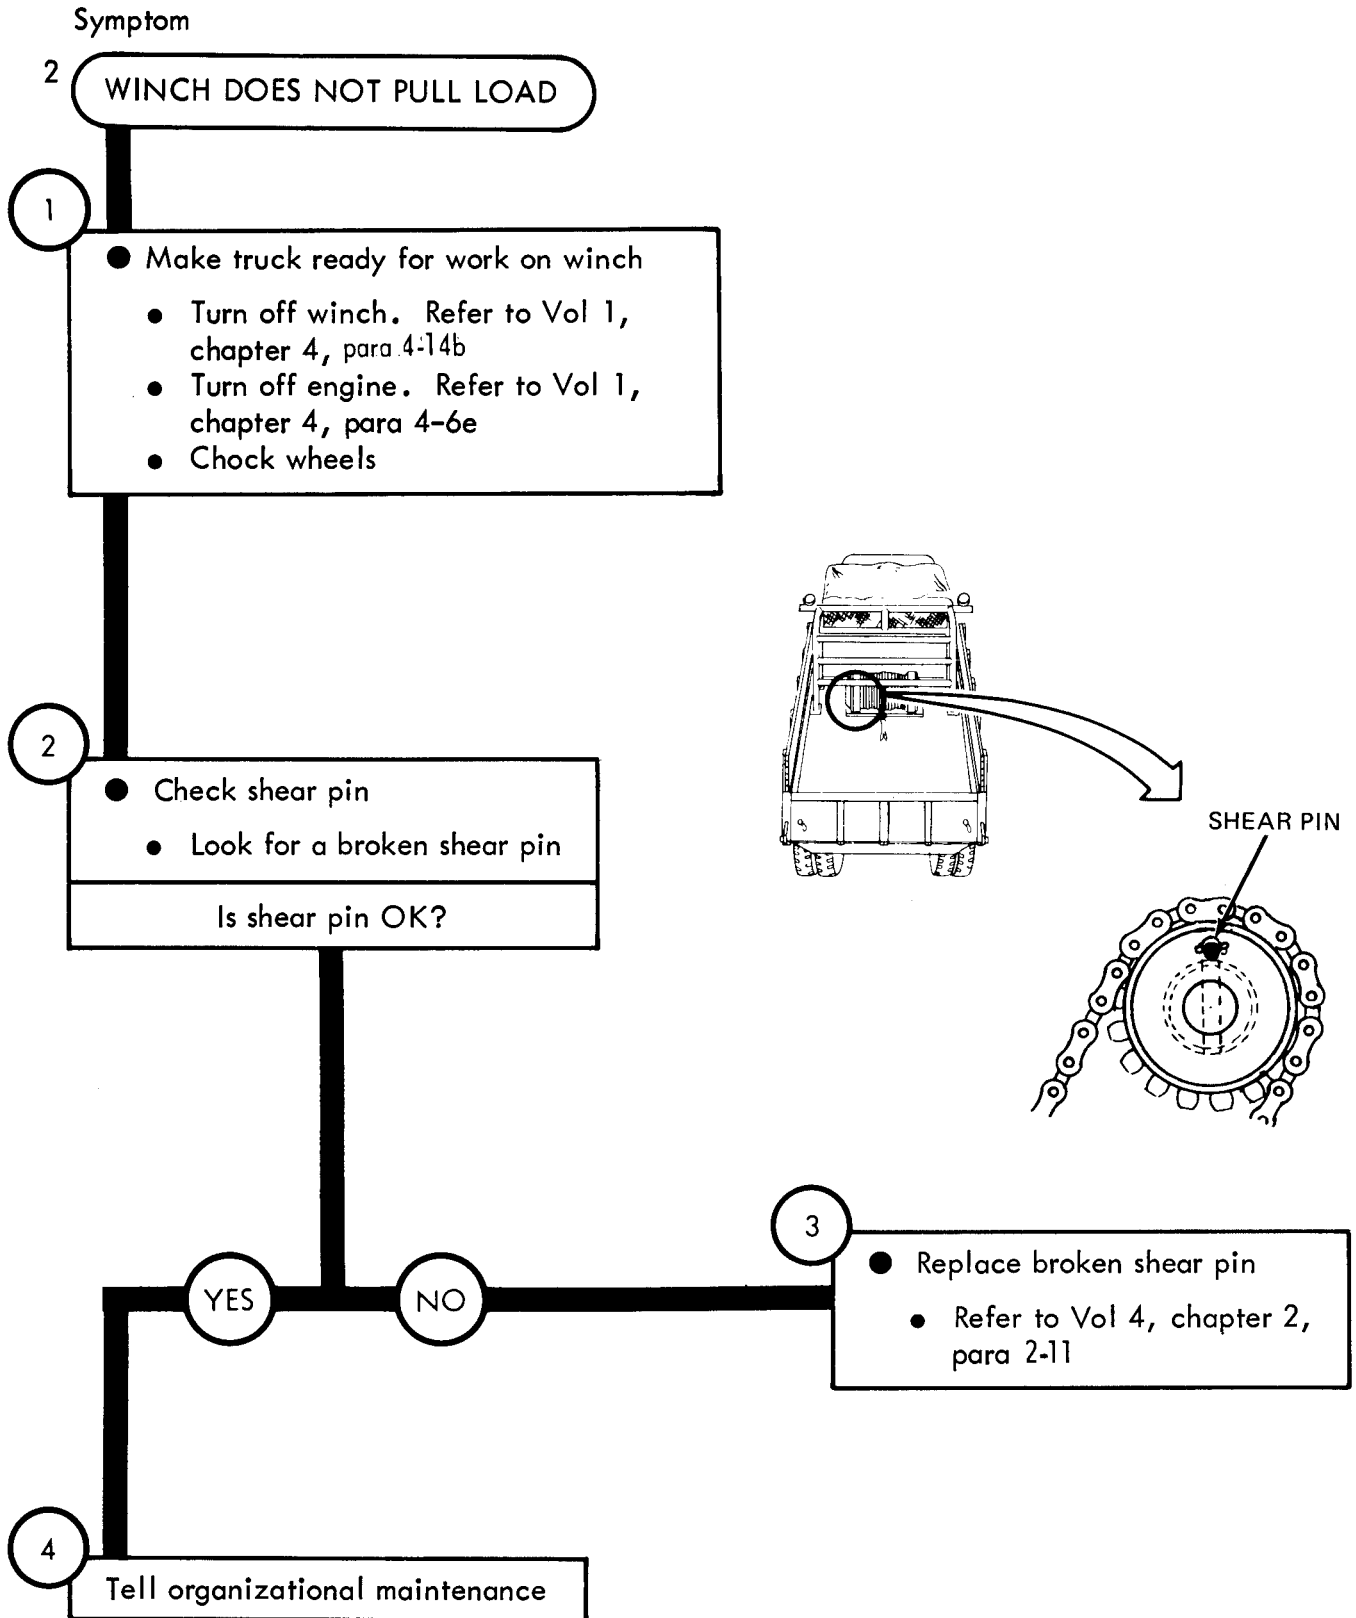 Symptom
2
WINCH DOES NOT PULL LOAD
1
● Make truck ready for work on winch
● Turn off winch. Refer to Vol 1,
chapter 4, para 4-14b
● Turn off engine. Refer to Vol 1,
chapter 4, para 4-6e
● Chock wheels
2
● Check shear pin
● Look for a broken shear pin
Is shear pin OK?
SHEAR PIN
YES
NO
3
● Replace broken shear pin
● Refer to Vol 4, chapter 2,
para 2-11
4
Tell organizational maintenance